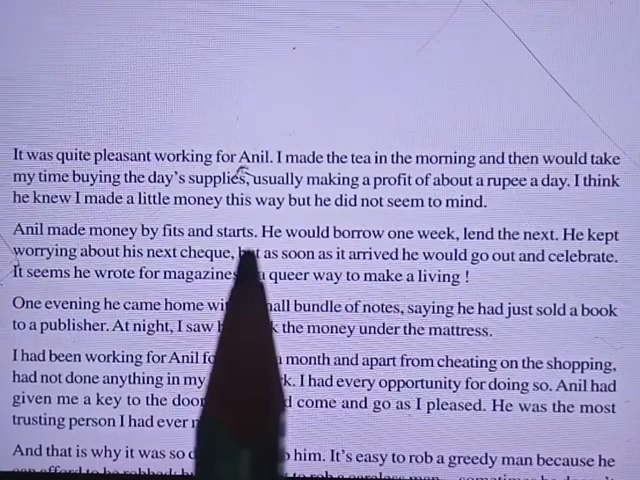 It was quite pleasant working for Anil. I made the tea in the morning and then would take
my time buying the day's supplies, usually making a profit of about a rupee a day. I think
he knew I made a little money this way but he did not seem to mind.
Anil made money by fits and starts. He would borrow one week, lend the next. He kept
worrying about his next cheque, but as soon as it arrived he would go out and celebrate.
It seems he wrote for magazines a queer way to make a living !
One evening he came home small bundle of notes, saying he had just sold a book
to a publisher. At night, I saw the money under the mattress.
I had been working for Anil month and apart from cheating on the shopping,
had not done anything in my I had every opportunity for doing so. Anil had
given me a key to the door come and go as I pleased. He was the most
trusting person I had ever
And that is why it was so him. It's easy to rob a greedy man because he